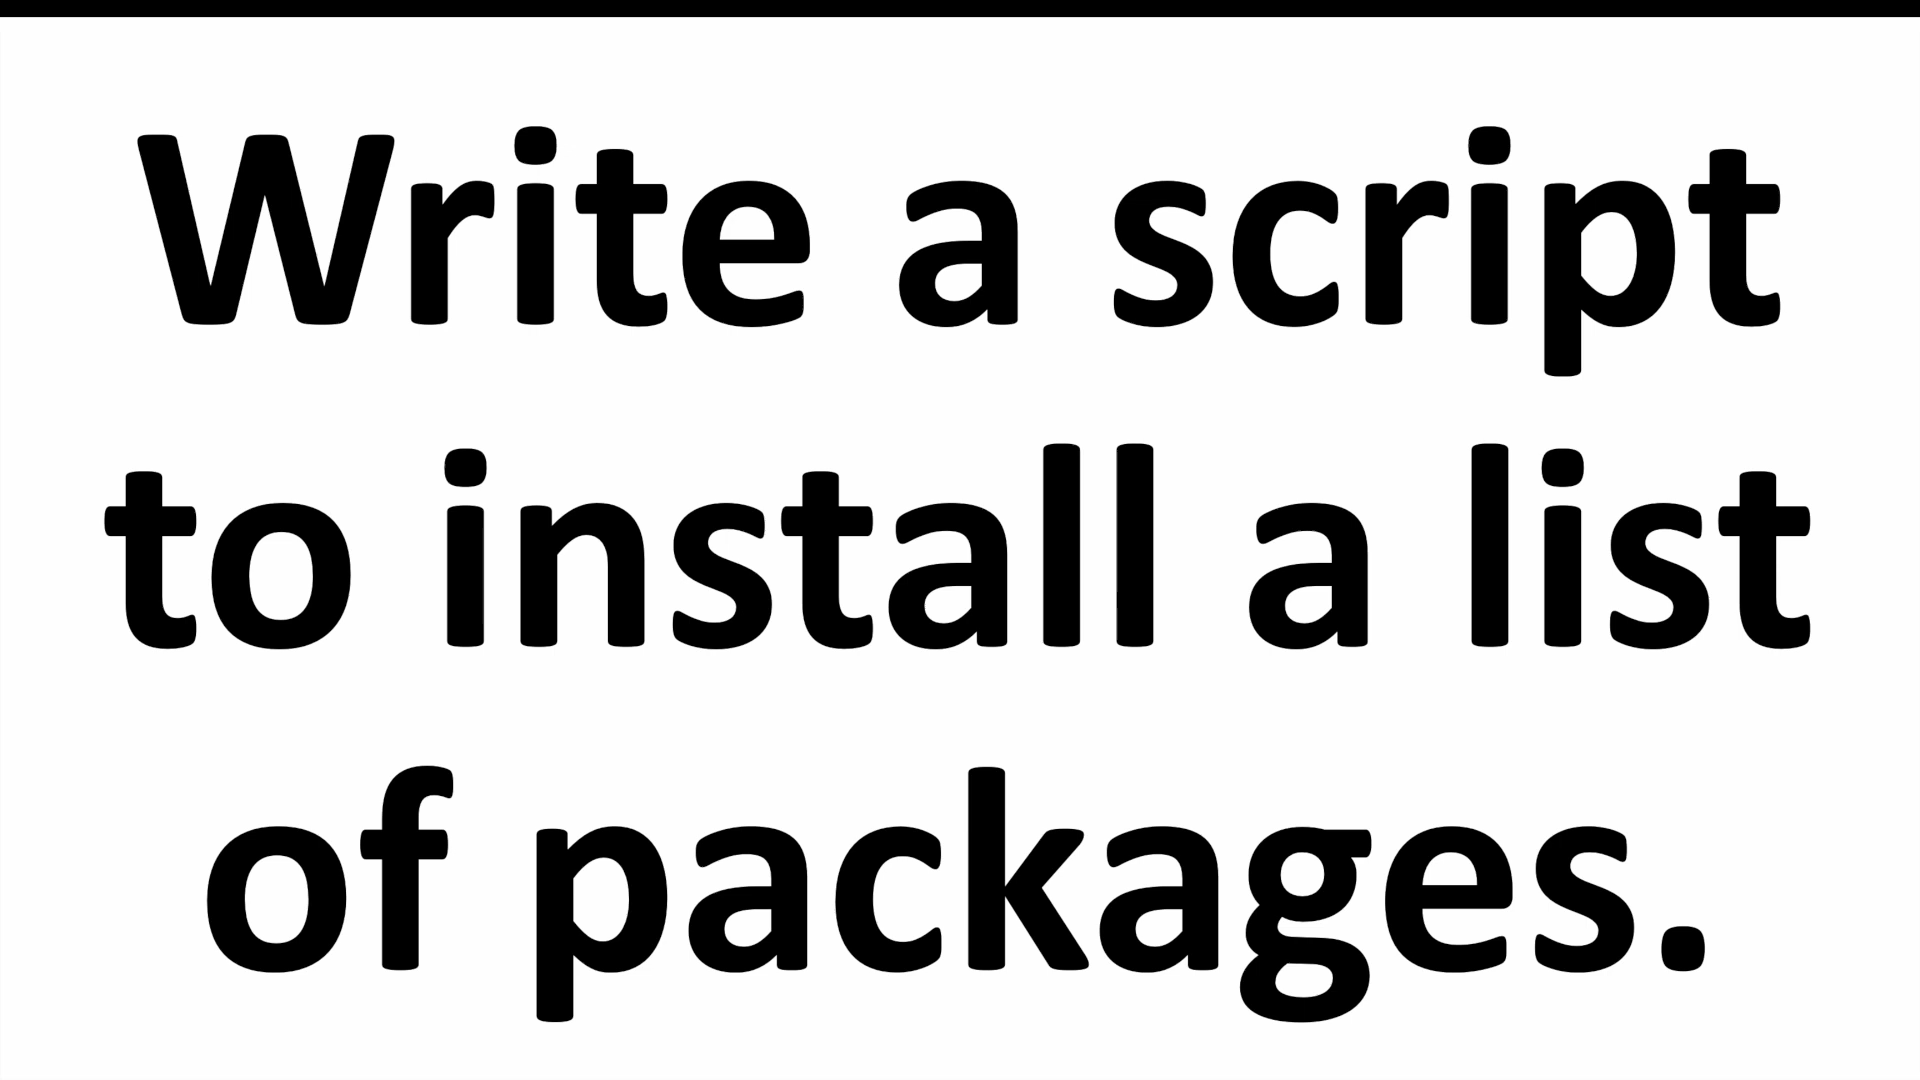 Write a script
to install a list
of packages.